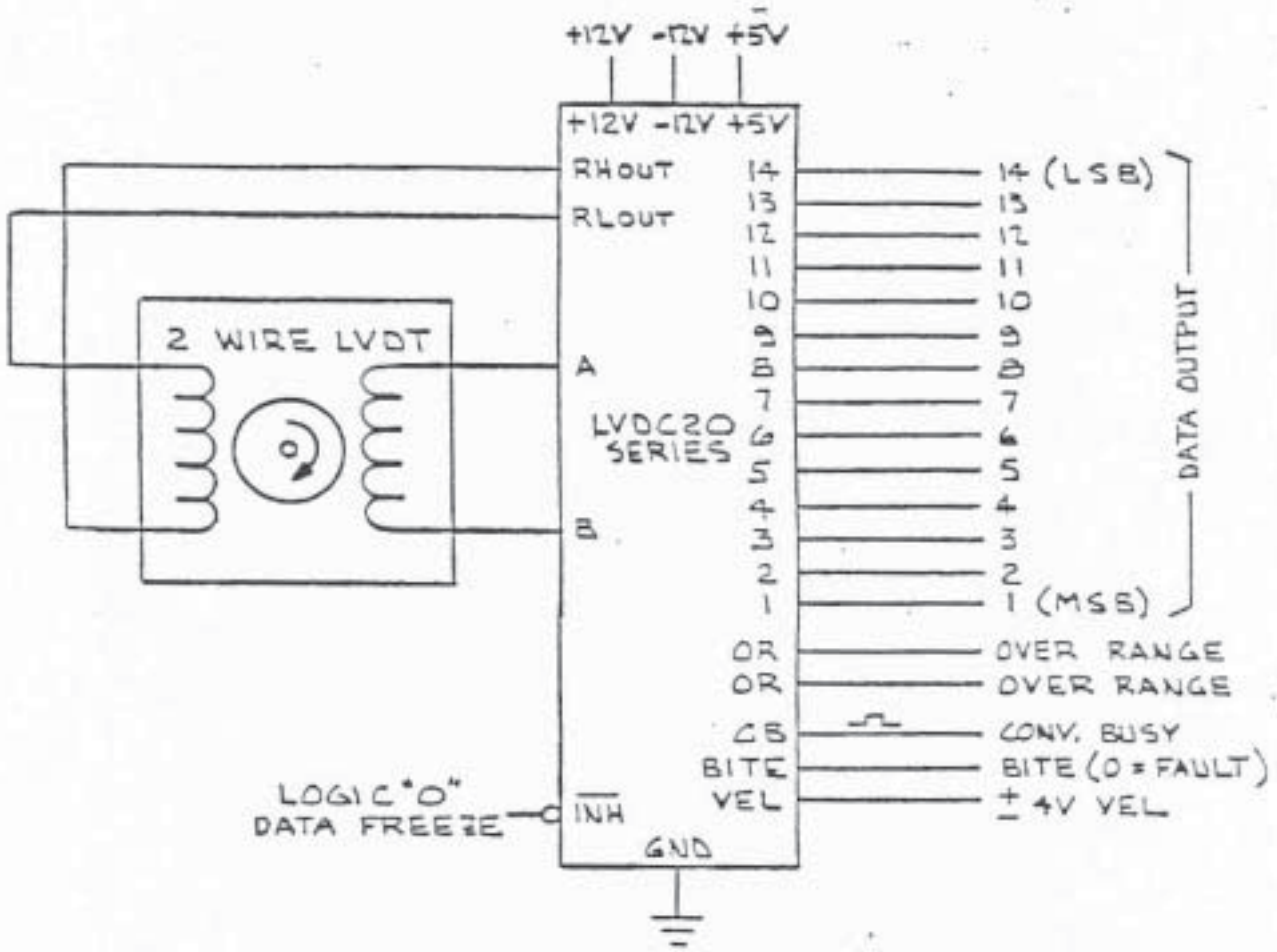 +12V -12V +5V
+12V -12V +5V
RHOUT 14 14 (LSB)
13 13
RLOUT
12 12
11 11
10 10
9 9
2 WIRE LVDT
A 8 8
7 7
LVDC20 SERIES
6 6
5 5
4 4
B 3 3
2 2
1 1 (MSB)
DATA OUTPUT
OR OVER RANGE
OR OVER RANGE
CB CONV. BUSY
BITE BITE (0 = FAULT)
VEL ± 4V VEL
LOGIC "0"
DATA FREEZE INH
GND